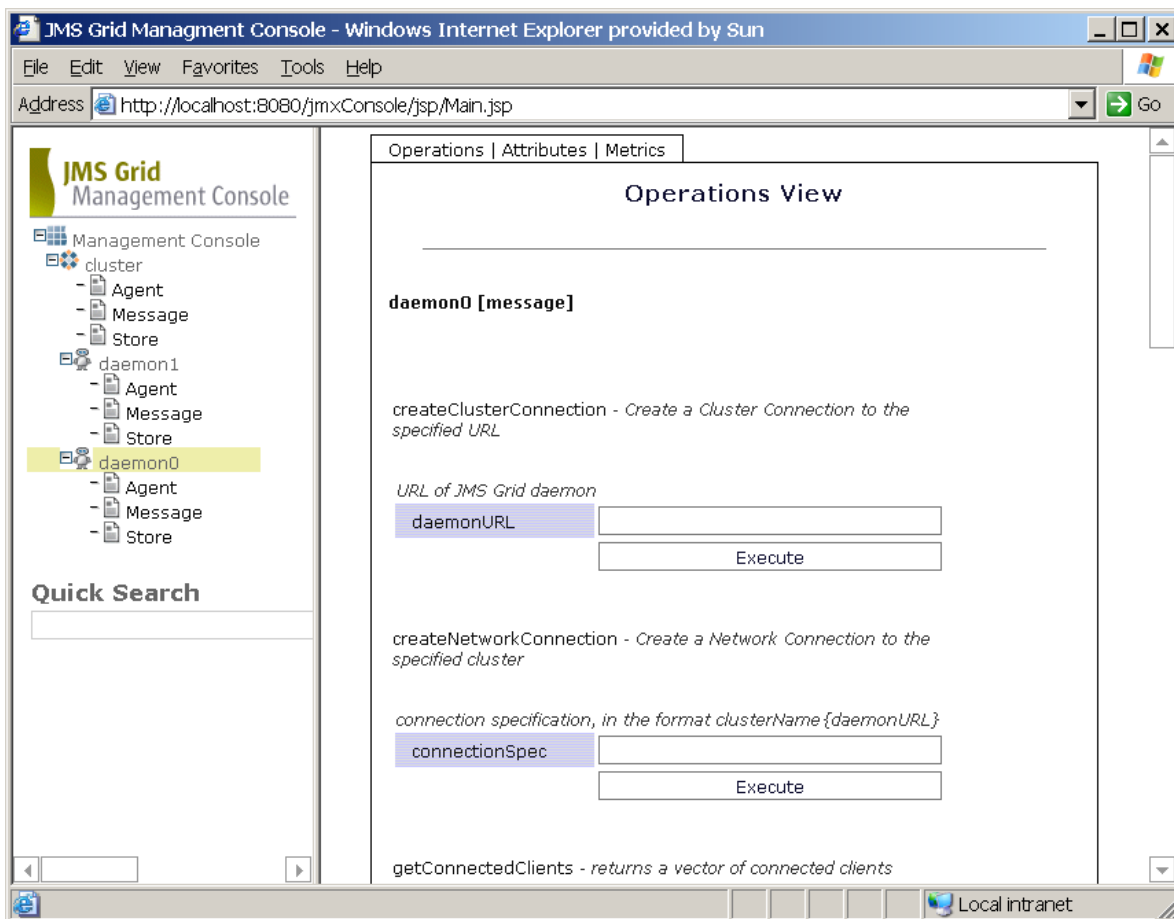 JMS Grid Managment Console - Windows Internet Explorer provided by Sun
File Edit View Favorites Tools Help
Address http://localhost:8080/jmxConsole/jsp/Main.jsp Go
JMS Grid
Management Console
Management Console
cluster
Agent
Message
Store
daemon1
Agent
Message
Store
daemon0
Agent
Message
Store
Quick Search
Operations | Attributes | Metrics
Operations View
daemon0 [message]
createClusterConnection - Create a Cluster Connection to the
specified URL
URL of JMS Grid daemon
daemonURL
Execute
createNetworkConnection - Create a Network Connection to the
specified cluster
connection specification, in the format clusterName{daemonURL}
connectionSpec
Execute
getConnectedClients - returns a vector of connected clients
Local intranet